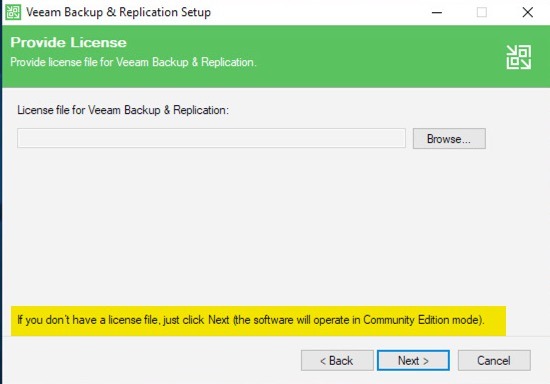 Veeam Backup & Replication Setup
Provide License
Provide license file for Veeam Backup & Replication.
License file for Veeam Backup & Replication:
Browse...
If you don't have a license file, just click Next (the software will operate in Community Edition mode).
< Back
Next >
Cancel